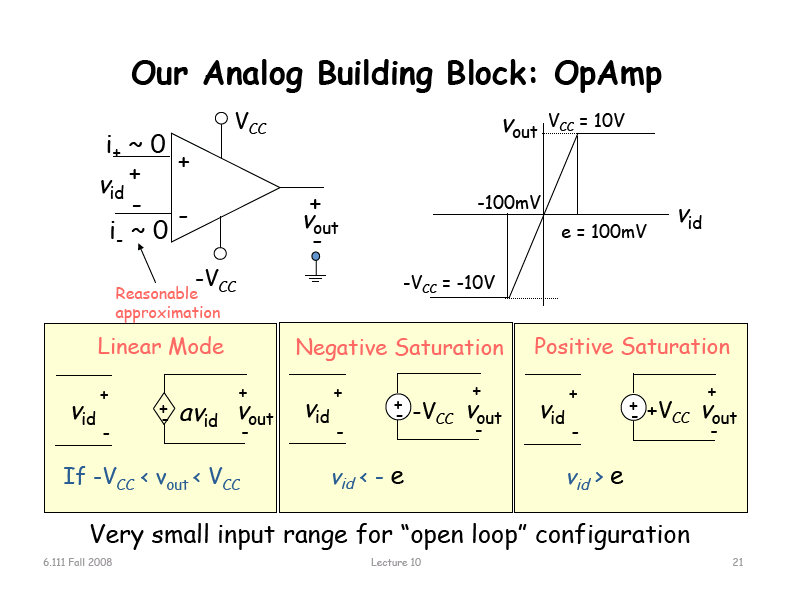 Our Analog Building Block: OpAmp
VCC
i+ ~ 0
+
+
vid
-
-
i- ~ 0
+
vout
-
-VCC
Reasonable
approximation
vout
VCC = 10V
-100mV
vid
e = 100mV
-VCC = -10V
Linear Mode
+
vid
-
+
-
avid
+
vout
-
If -VCC < vout < VCC
Negative Saturation
+
vid
-
+
-
-VCC
+
vout
-
vid < - e
Positive Saturation
+
vid
-
+
-
+VCC
+
vout
-
vid > e
Very small input range for “open loop” configuration
6.111 Fall 2008
Lecture 10
21